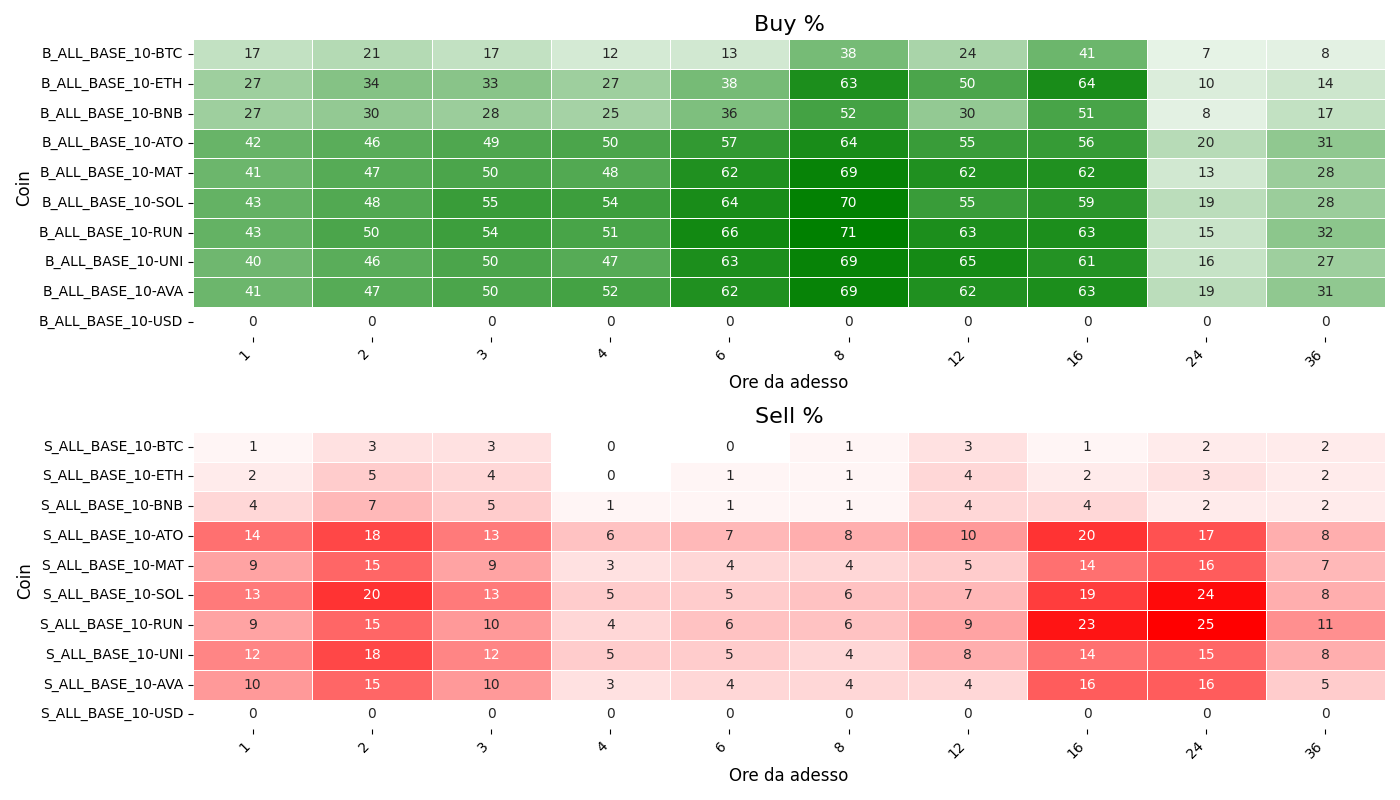 Buy %
Coin
B_ALL_BASE_10-BTC 17 21 17 12 13 38 24 41 7 8
B_ALL_BASE_10-ETH 27 34 33 27 38 63 50 64 10 14
B_ALL_BASE_10-BNB 27 30 28 25 36 52 30 51 8 17
B_ALL_BASE_10-ATO 42 46 49 50 57 64 55 56 20 31
B_ALL_BASE_10-MAT 41 47 50 48 62 69 62 62 13 28
B_ALL_BASE_10-SOL 43 48 55 54 64 70 55 59 19 28
B_ALL_BASE_10-RUN 43 50 54 51 66 71 63 63 15 32
B_ALL_BASE_10-UNI 40 46 50 47 63 69 65 61 16 27
B_ALL_BASE_10-AVA 41 47 50 52 62 69 62 63 19 31
B_ALL_BASE_10-USD 0 0 0 0 0 0 0 0 0 0
1 2 3 4 6 8 12 16 24 36
Ore da adesso
Sell %
Coin
S_ALL_BASE_10-BTC 1 3 3 0 0 1 3 1 2 2
S_ALL_BASE_10-ETH 2 5 4 0 1 1 4 2 3 2
S_ALL_BASE_10-BNB 4 7 5 1 1 1 4 4 2 2
S_ALL_BASE_10-ATO 14 18 13 6 7 8 10 20 17 8
S_ALL_BASE_10-MAT 9 15 9 3 4 4 5 14 16 7
S_ALL_BASE_10-SOL 13 20 13 5 5 6 7 19 24 8
S_ALL_BASE_10-RUN 9 15 10 4 6 6 9 23 25 11
S_ALL_BASE_10-UNI 12 18 12 5 5 4 8 14 15 8
S_ALL_BASE_10-AVA 10 15 10 3 4 4 4 16 16 5
S_ALL_BASE_10-USD 0 0 0 0 0 0 0 0 0 0
1 2 3 4 6 8 12 16 24 36
Ore da adesso